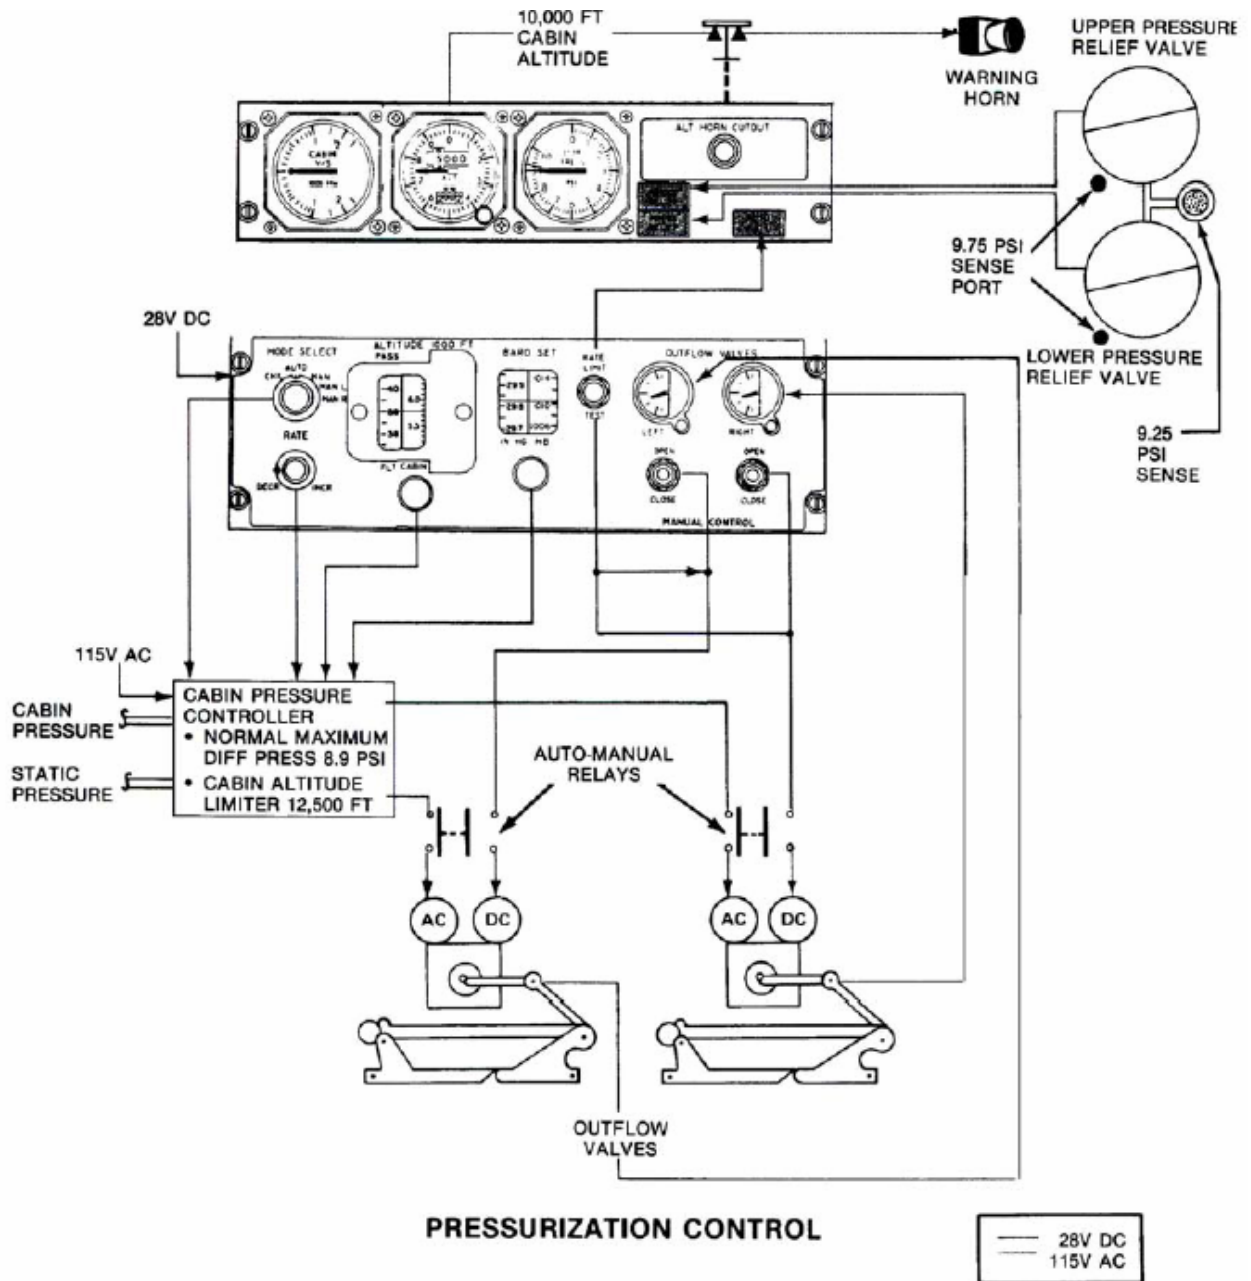 10,000 FT
CABIN
ALTITUDE
WARNING
HORN
UPPER PRESSURE
RELIEF VALVE
CABIN
V/S
ALT HORN CUTOUT
PSI
9.75 PSI
SENSE
PORT
LOWER PRESSURE
RELIEF VALVE
9.25
PSI
SENSE
28V DC
MODE SELECT
AUTO
MAN
MAN L
RATE
DECR
INCR
ALTITUDE 1000 FT
PASS
FLT CABIN
BARO SET
IN HG MB
RATE
LIMIT
TEST
OUTFLOW VALVES
LEFT
RIGHT
OPEN
CLOSE
OPEN
CLOSE
MANUAL CONTROL
115V AC
CABIN
PRESSURE
STATIC
PRESSURE
CABIN PRESSURE
CONTROLLER
• NORMAL MAXIMUM
DIFF PRESS 8.9 PSI
• CABIN ALTITUDE
LIMITER 12,500 FT
AUTO-MANUAL
RELAYS
AC
DC
AC
DC
OUTFLOW
VALVES
PRESSURIZATION CONTROL
28V DC
115V AC